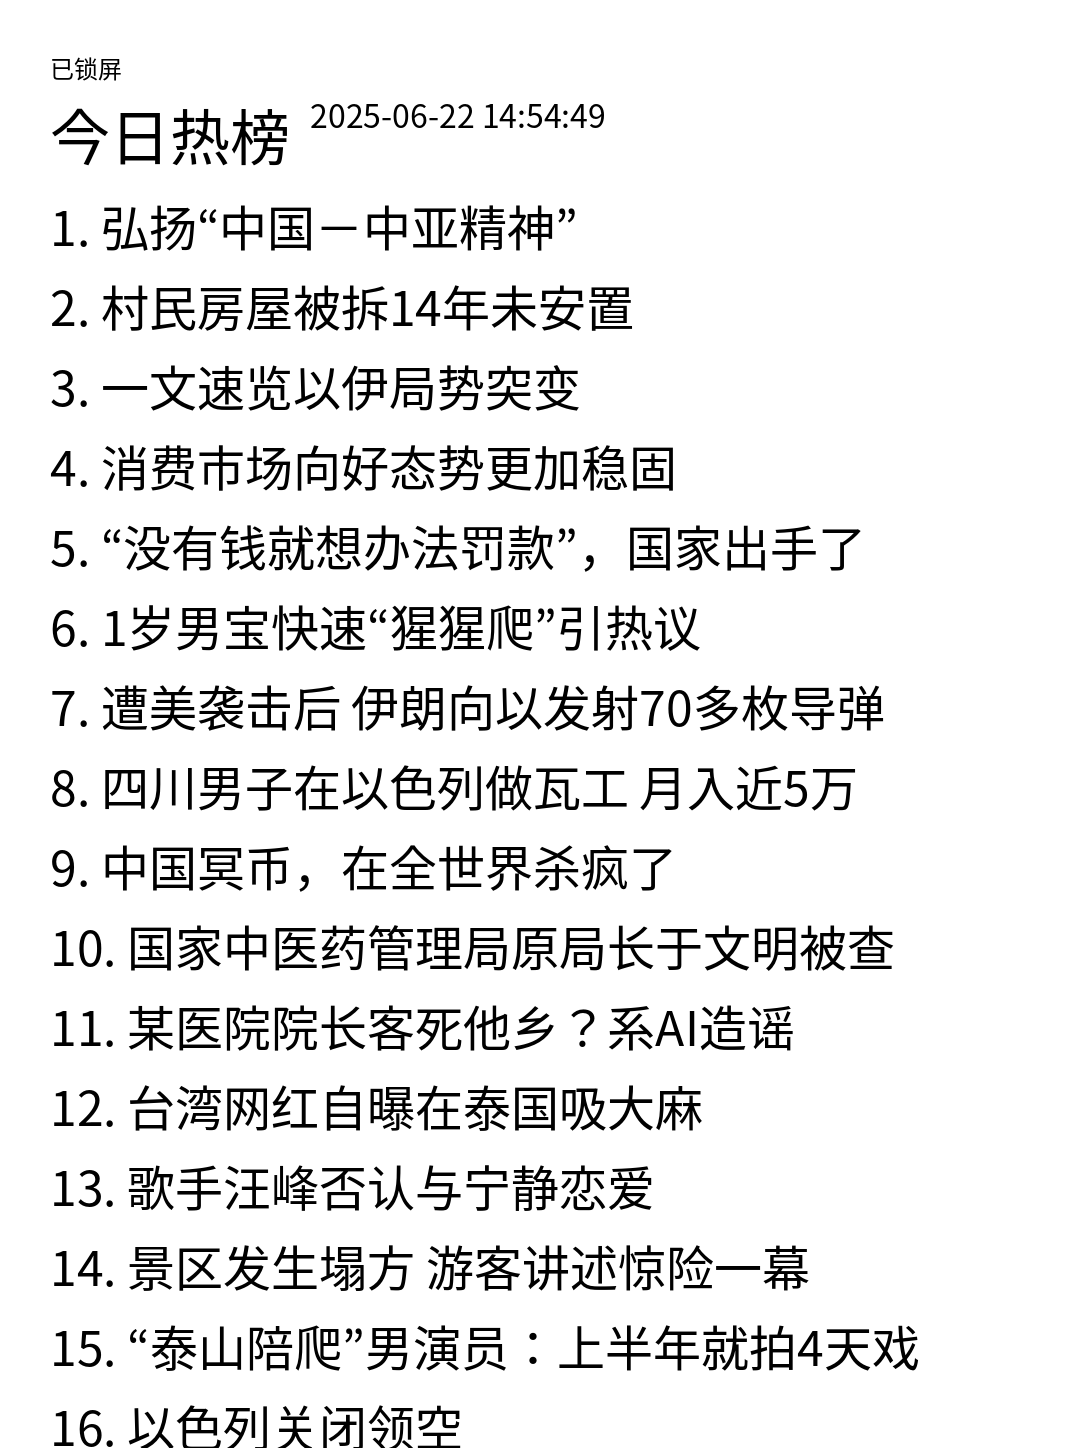 已锁屏
今日热榜 2025-06-22 14:54:49
1. 弘扬“中国－中亚精神”
2. 村民房屋被拆14年未安置
3. 一文速览以伊局势突变
4. 消费市场向好态势更加稳固
5. “没有钱就想办法罚款”，国家出手了
6. 1岁男宝快速“猩猩爬”引热议
7. 遭美袭击后 伊朗向以发射70多枚导弹
8. 四川男子在以色列做瓦工 月入近5万
9. 中国冥币，在全世界杀疯了
10. 国家中医药管理局原局长于文明被查
11. 某医院院长客死他乡？系AI造谣
12. 台湾网红自曝在泰国吸大麻
13. 歌手汪峰否认与宁静恋爱
14. 景区发生塌方 游客讲述惊险一幕
15. “泰山陪爬”男演员：上半年就拍4天戏
16. 以色列关闭领空